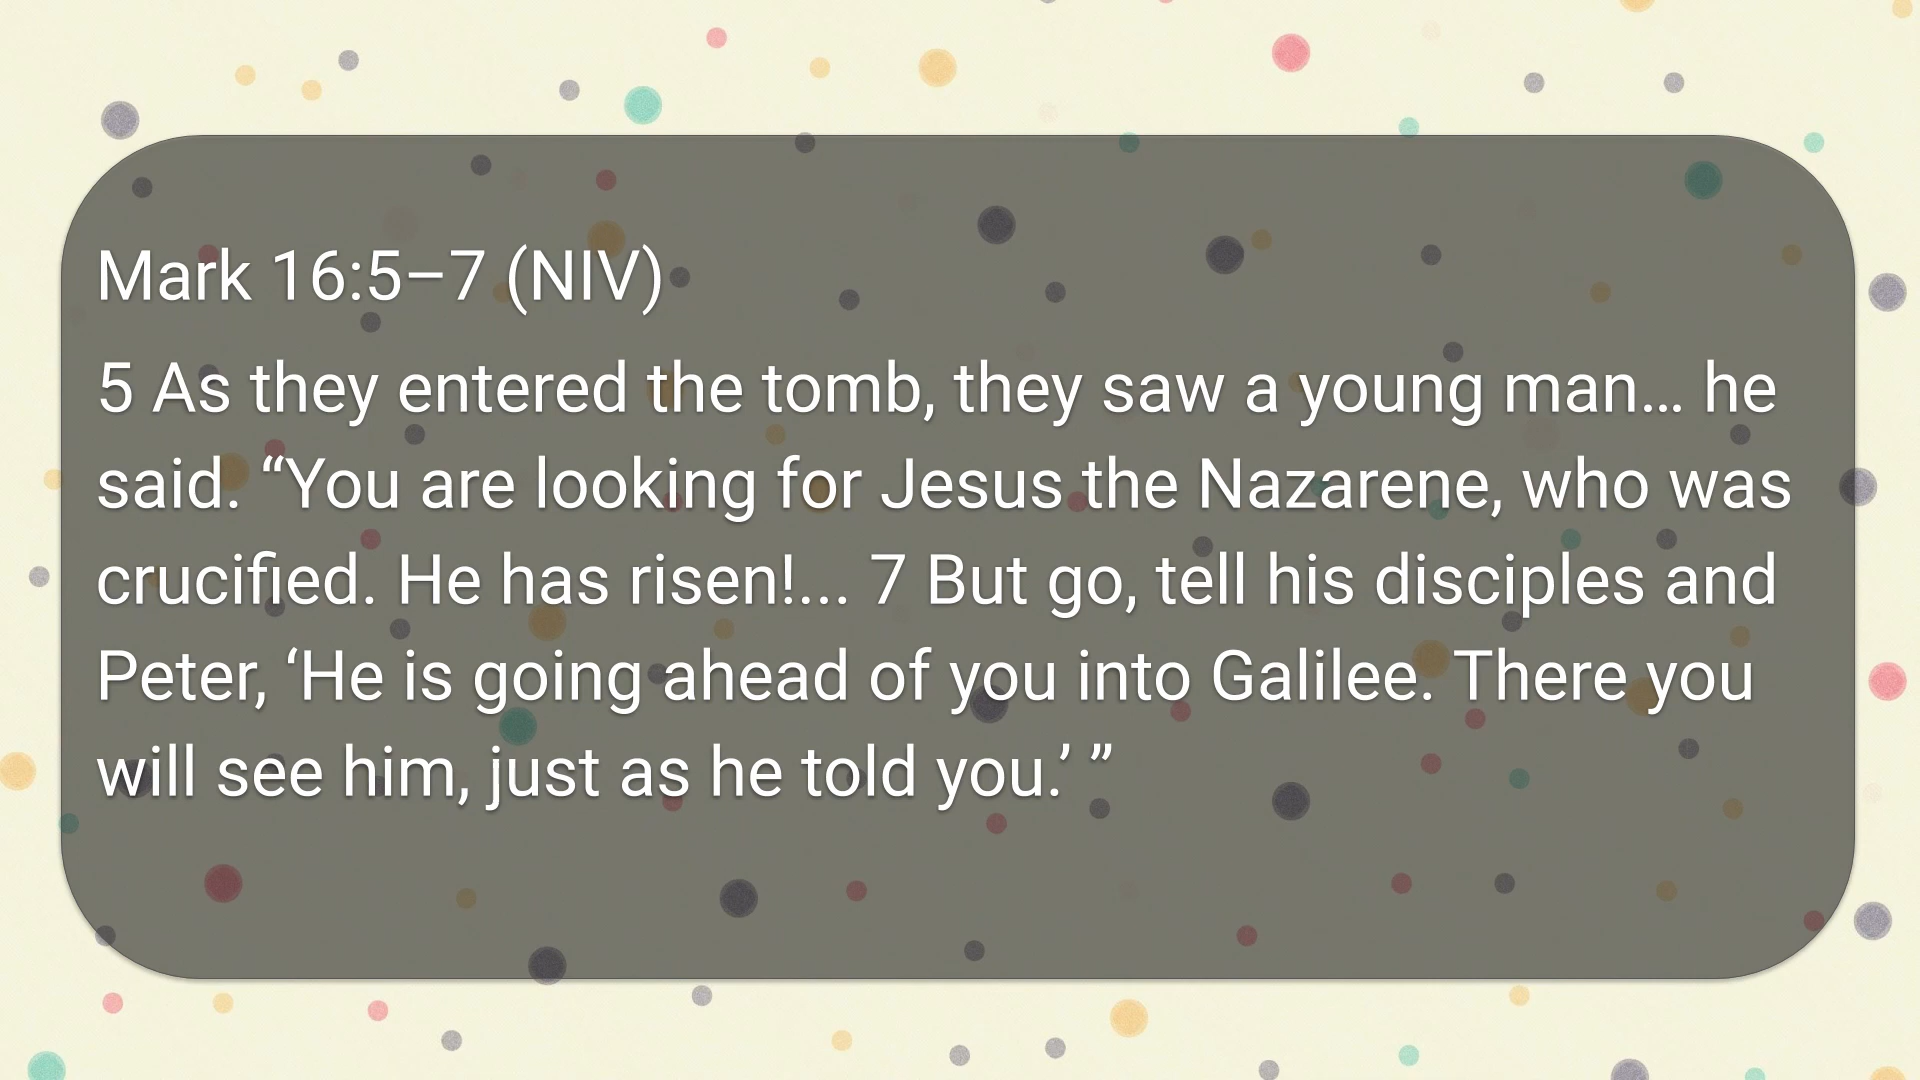 Mark 16:5–7 (NIV)
5 As they entered the tomb, they saw a young man… he
said. “You are looking for Jesus the Nazarene, who was
crucified. He has risen!... 7 But go, tell his disciples and
Peter, ‘He is going ahead of you into Galilee. There you
will see him, just as he told you.’ ”